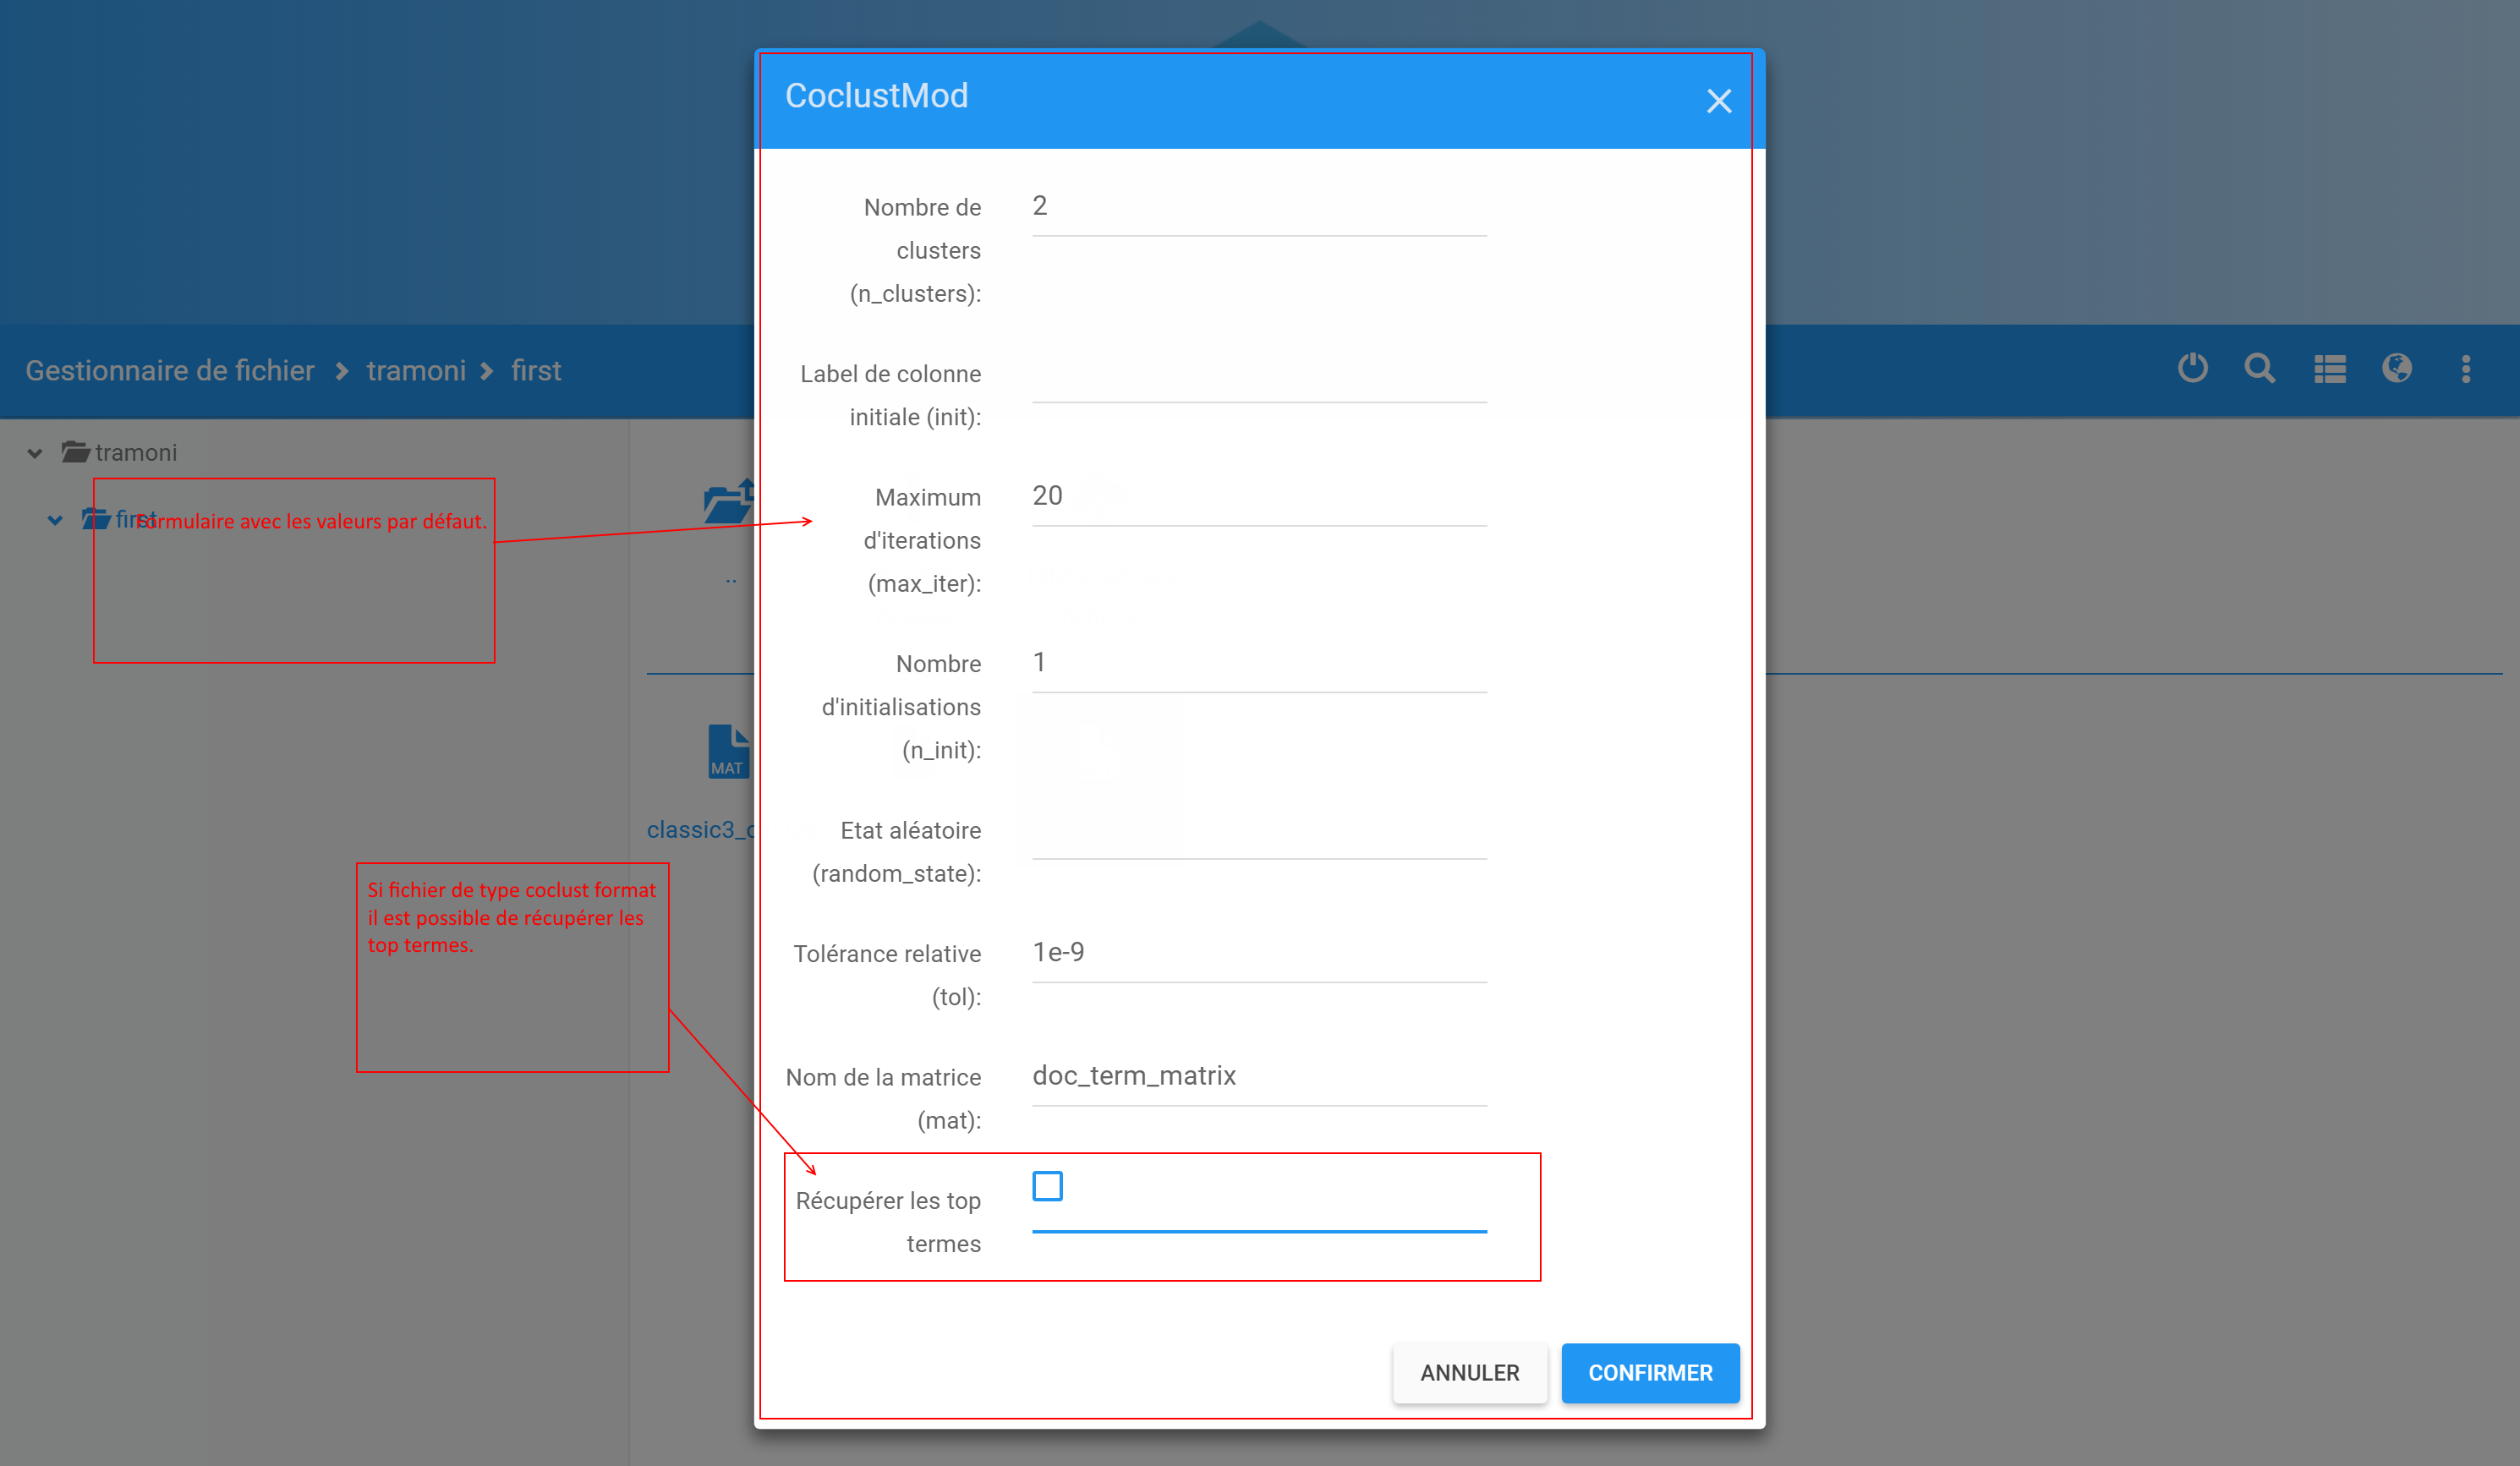 CoclustMod
Nombre de
clusters
(n_clusters):
2
Label de colonne
initiale (init):
Maximum
d'iterations
(max_iter):
20
Nombre
d'initialisations
(n_init):
1
Etat aléatoire
(random_state):
Tolérance relative
(tol):
1e-9
Nom de la matrice
(mat):
doc_term_matrix
Récupérer les top
termes
ANNULER
CONFIRMER
Gestionnaire de fichier tramoni first
tramoni
first
Formulaire avec les valeurs par défaut.
..
MAT
Si fichier de type coclust format
il est possible de récupérer les
top termes.